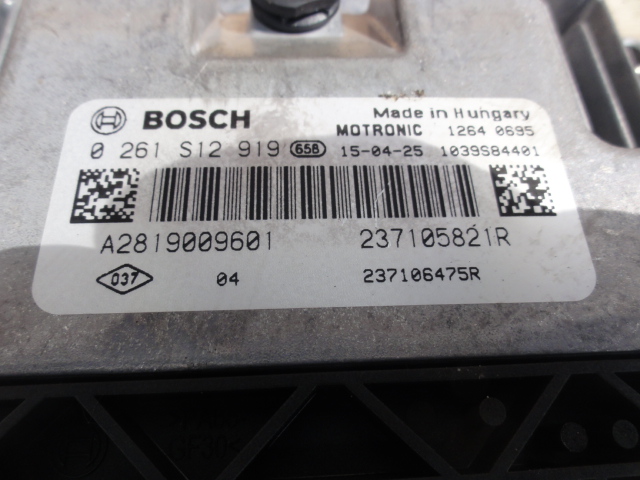 BOSCH
Made in Hungary
MOTRONIC 1264 0695
0 261 S12 919 656 15-04-25 1039S84401
A2819009601 237105821R
037 04 237106475R